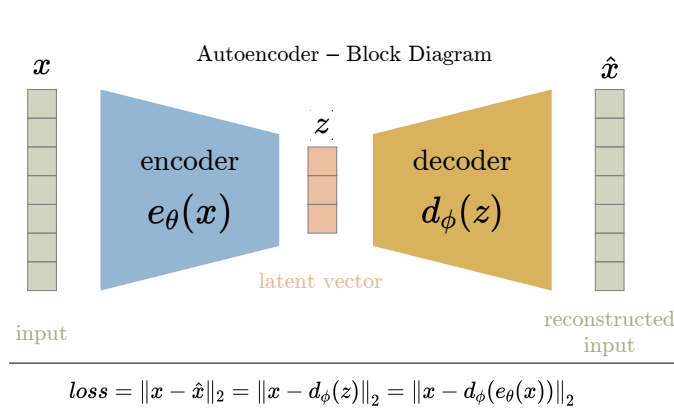 Autoencoder – Block Diagram
x
x̂
z
encoder
e_θ(x)
decoder
d_ϕ(z)
latent vector
input
reconstructed
input
loss = ‖x − x̂‖₂ = ‖x − d_ϕ(z)‖₂ = ‖x − d_ϕ(e_θ(x))‖₂